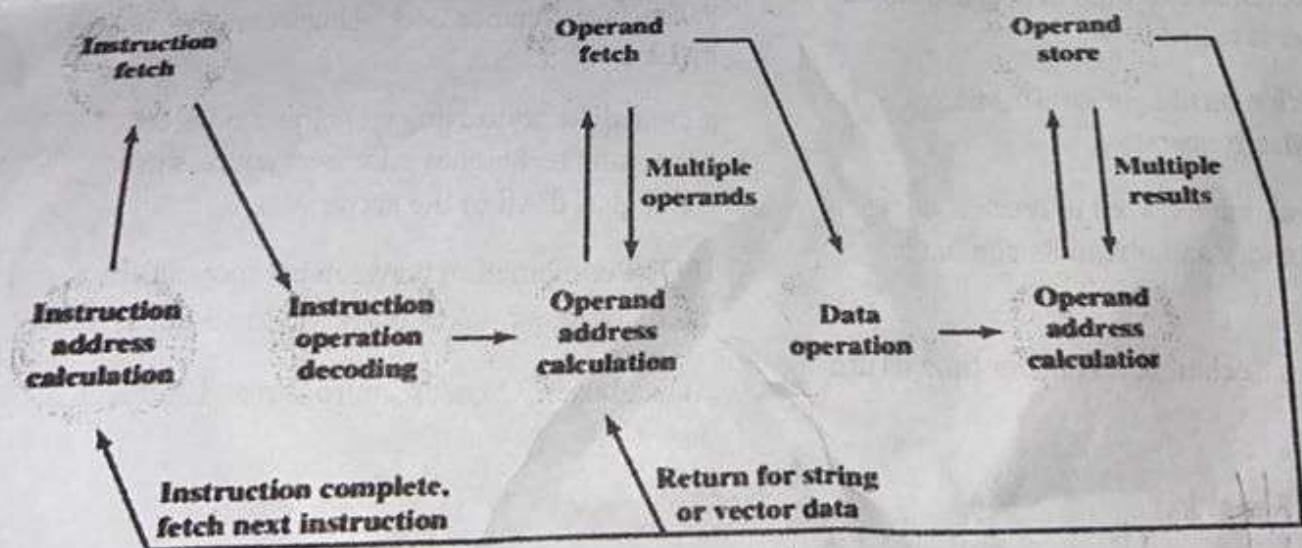 Instruction
fetch
Operand
fetch
Operand
store
Multiple
operands
Multiple
results
Instruction
address
calculation
Instruction
operation
decoding
Operand
address
calculation
Data
operation
Operand
address
calculation
Instruction complete,
fetch next instruction
Return for string
or vector data